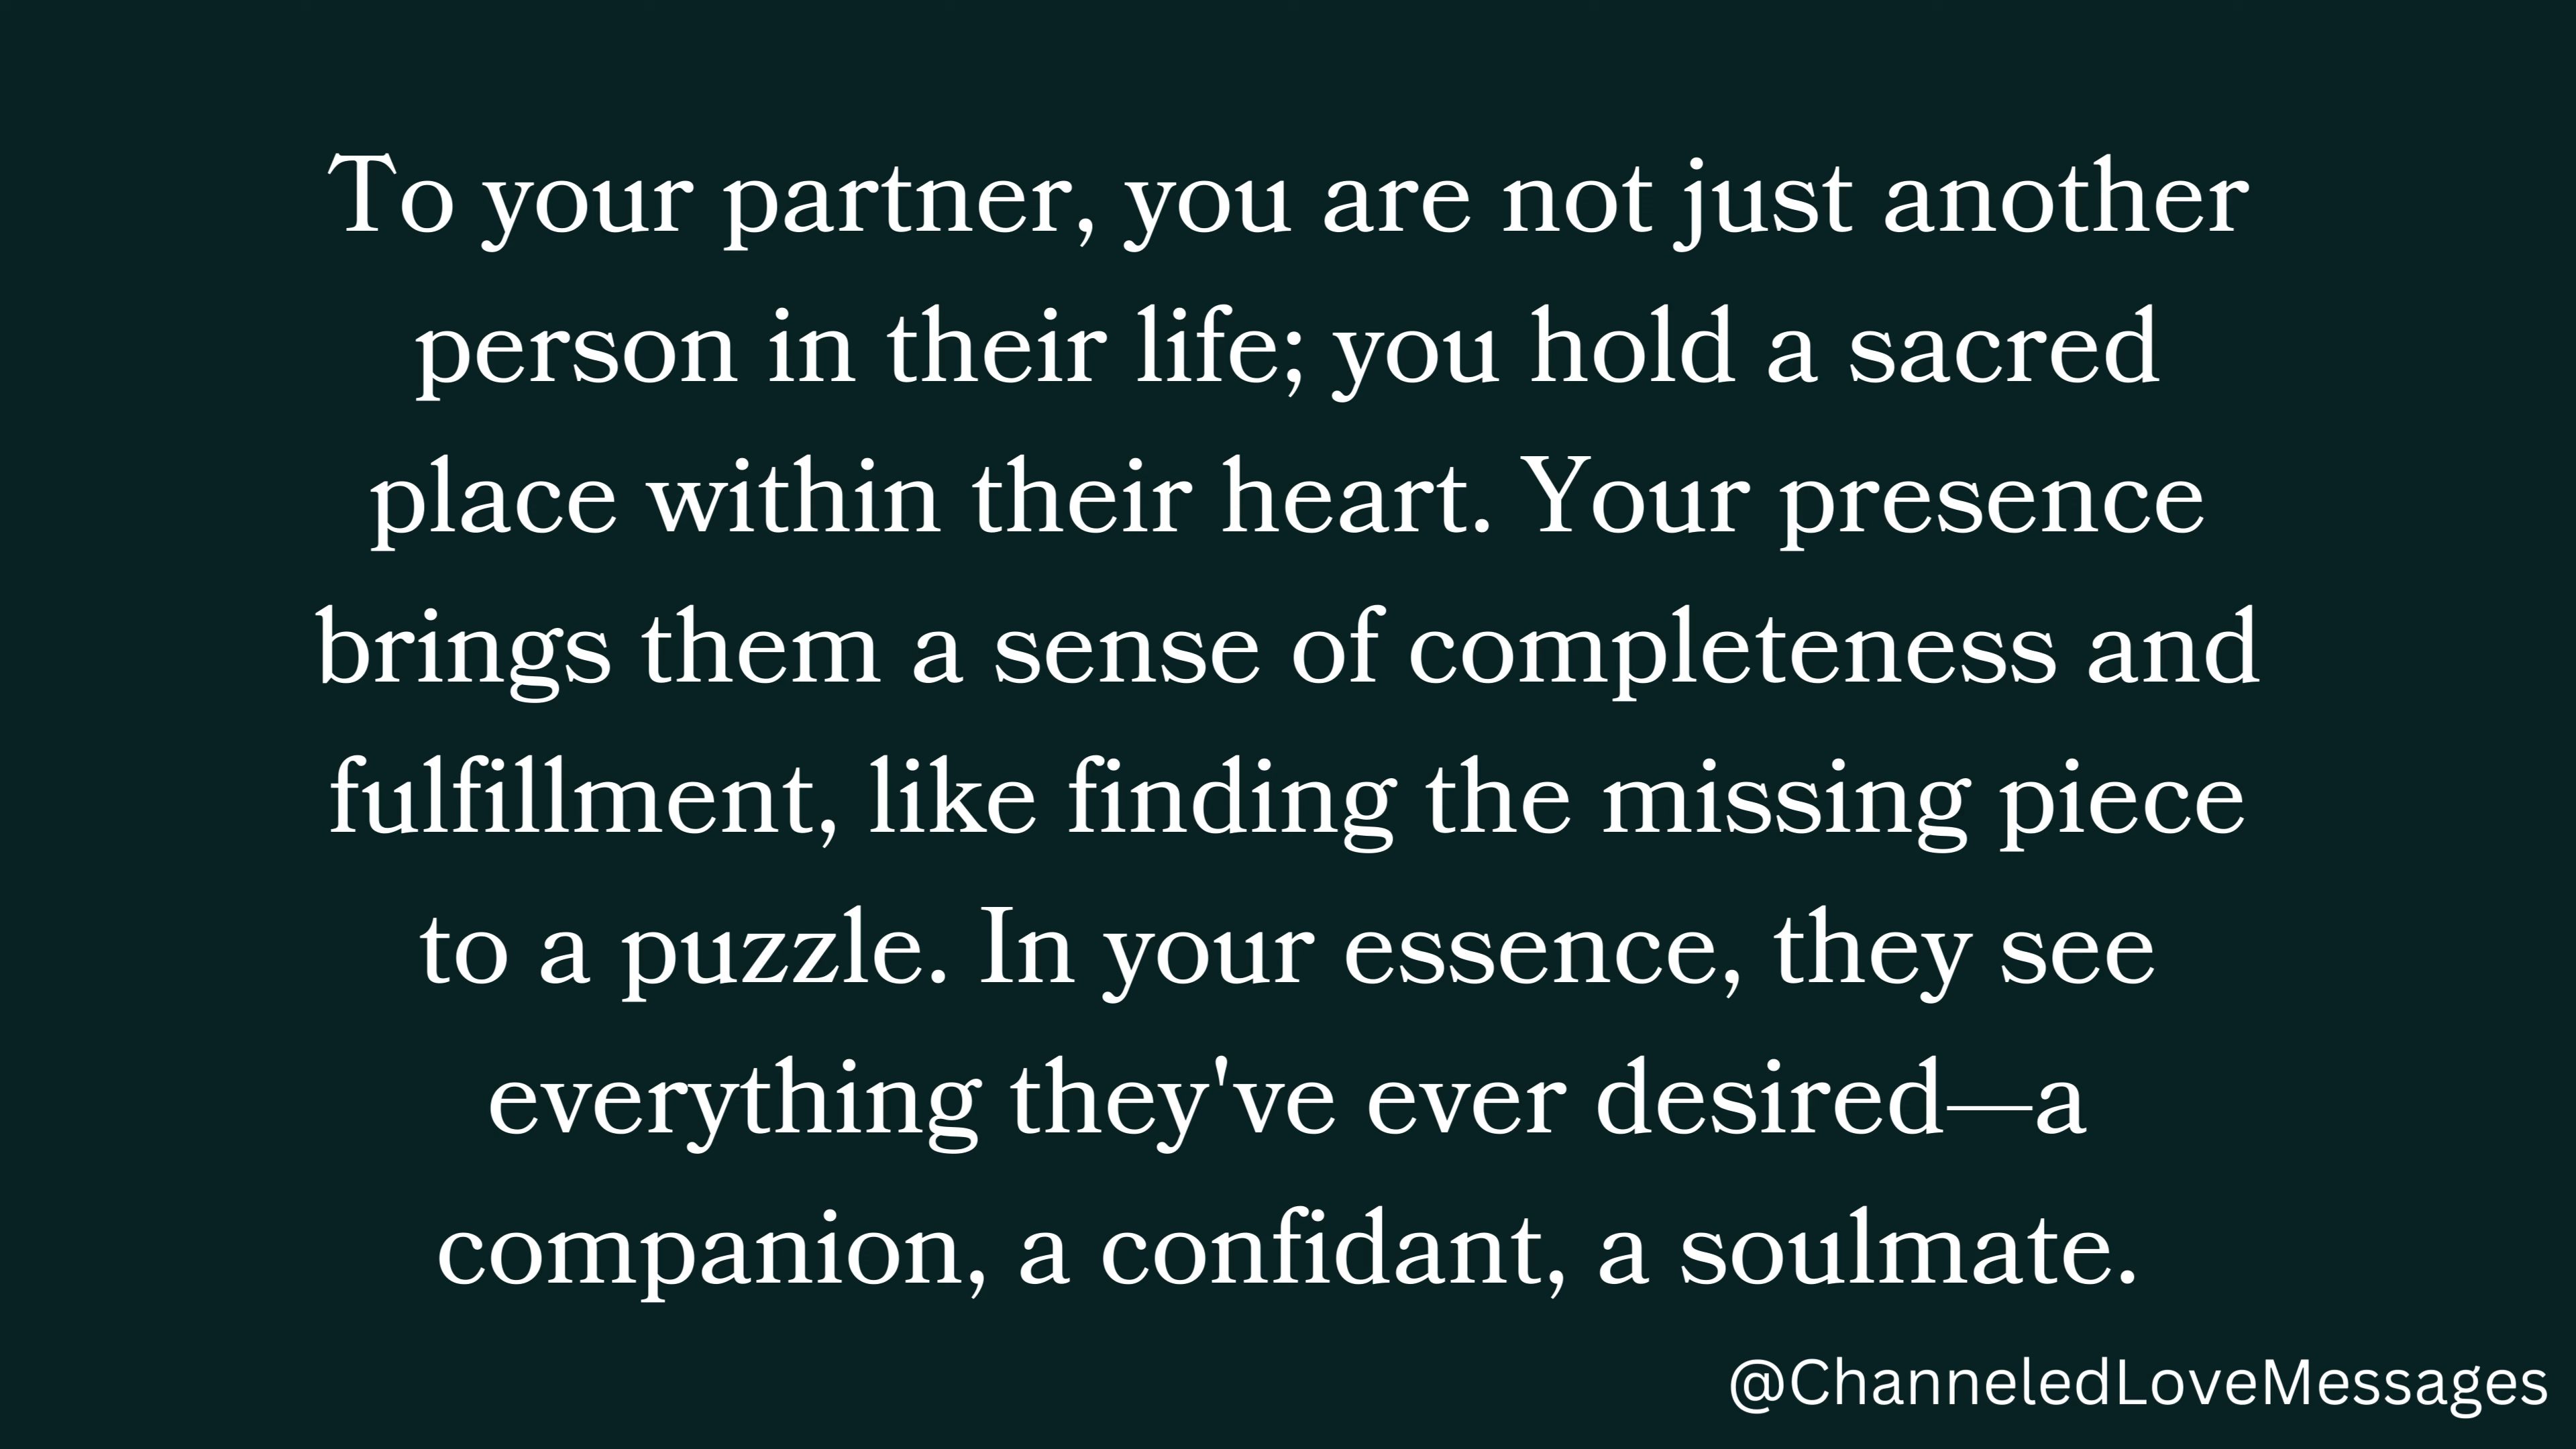 To your partner, you are not just another
person in their life; you hold a sacred
place within their heart. Your presence
brings them a sense of completeness and
fulfillment, like finding the missing piece
to a puzzle. In your essence, they see
everything they've ever desired—a
companion, a confidant, a soulmate.
@ChanneledLoveMessages